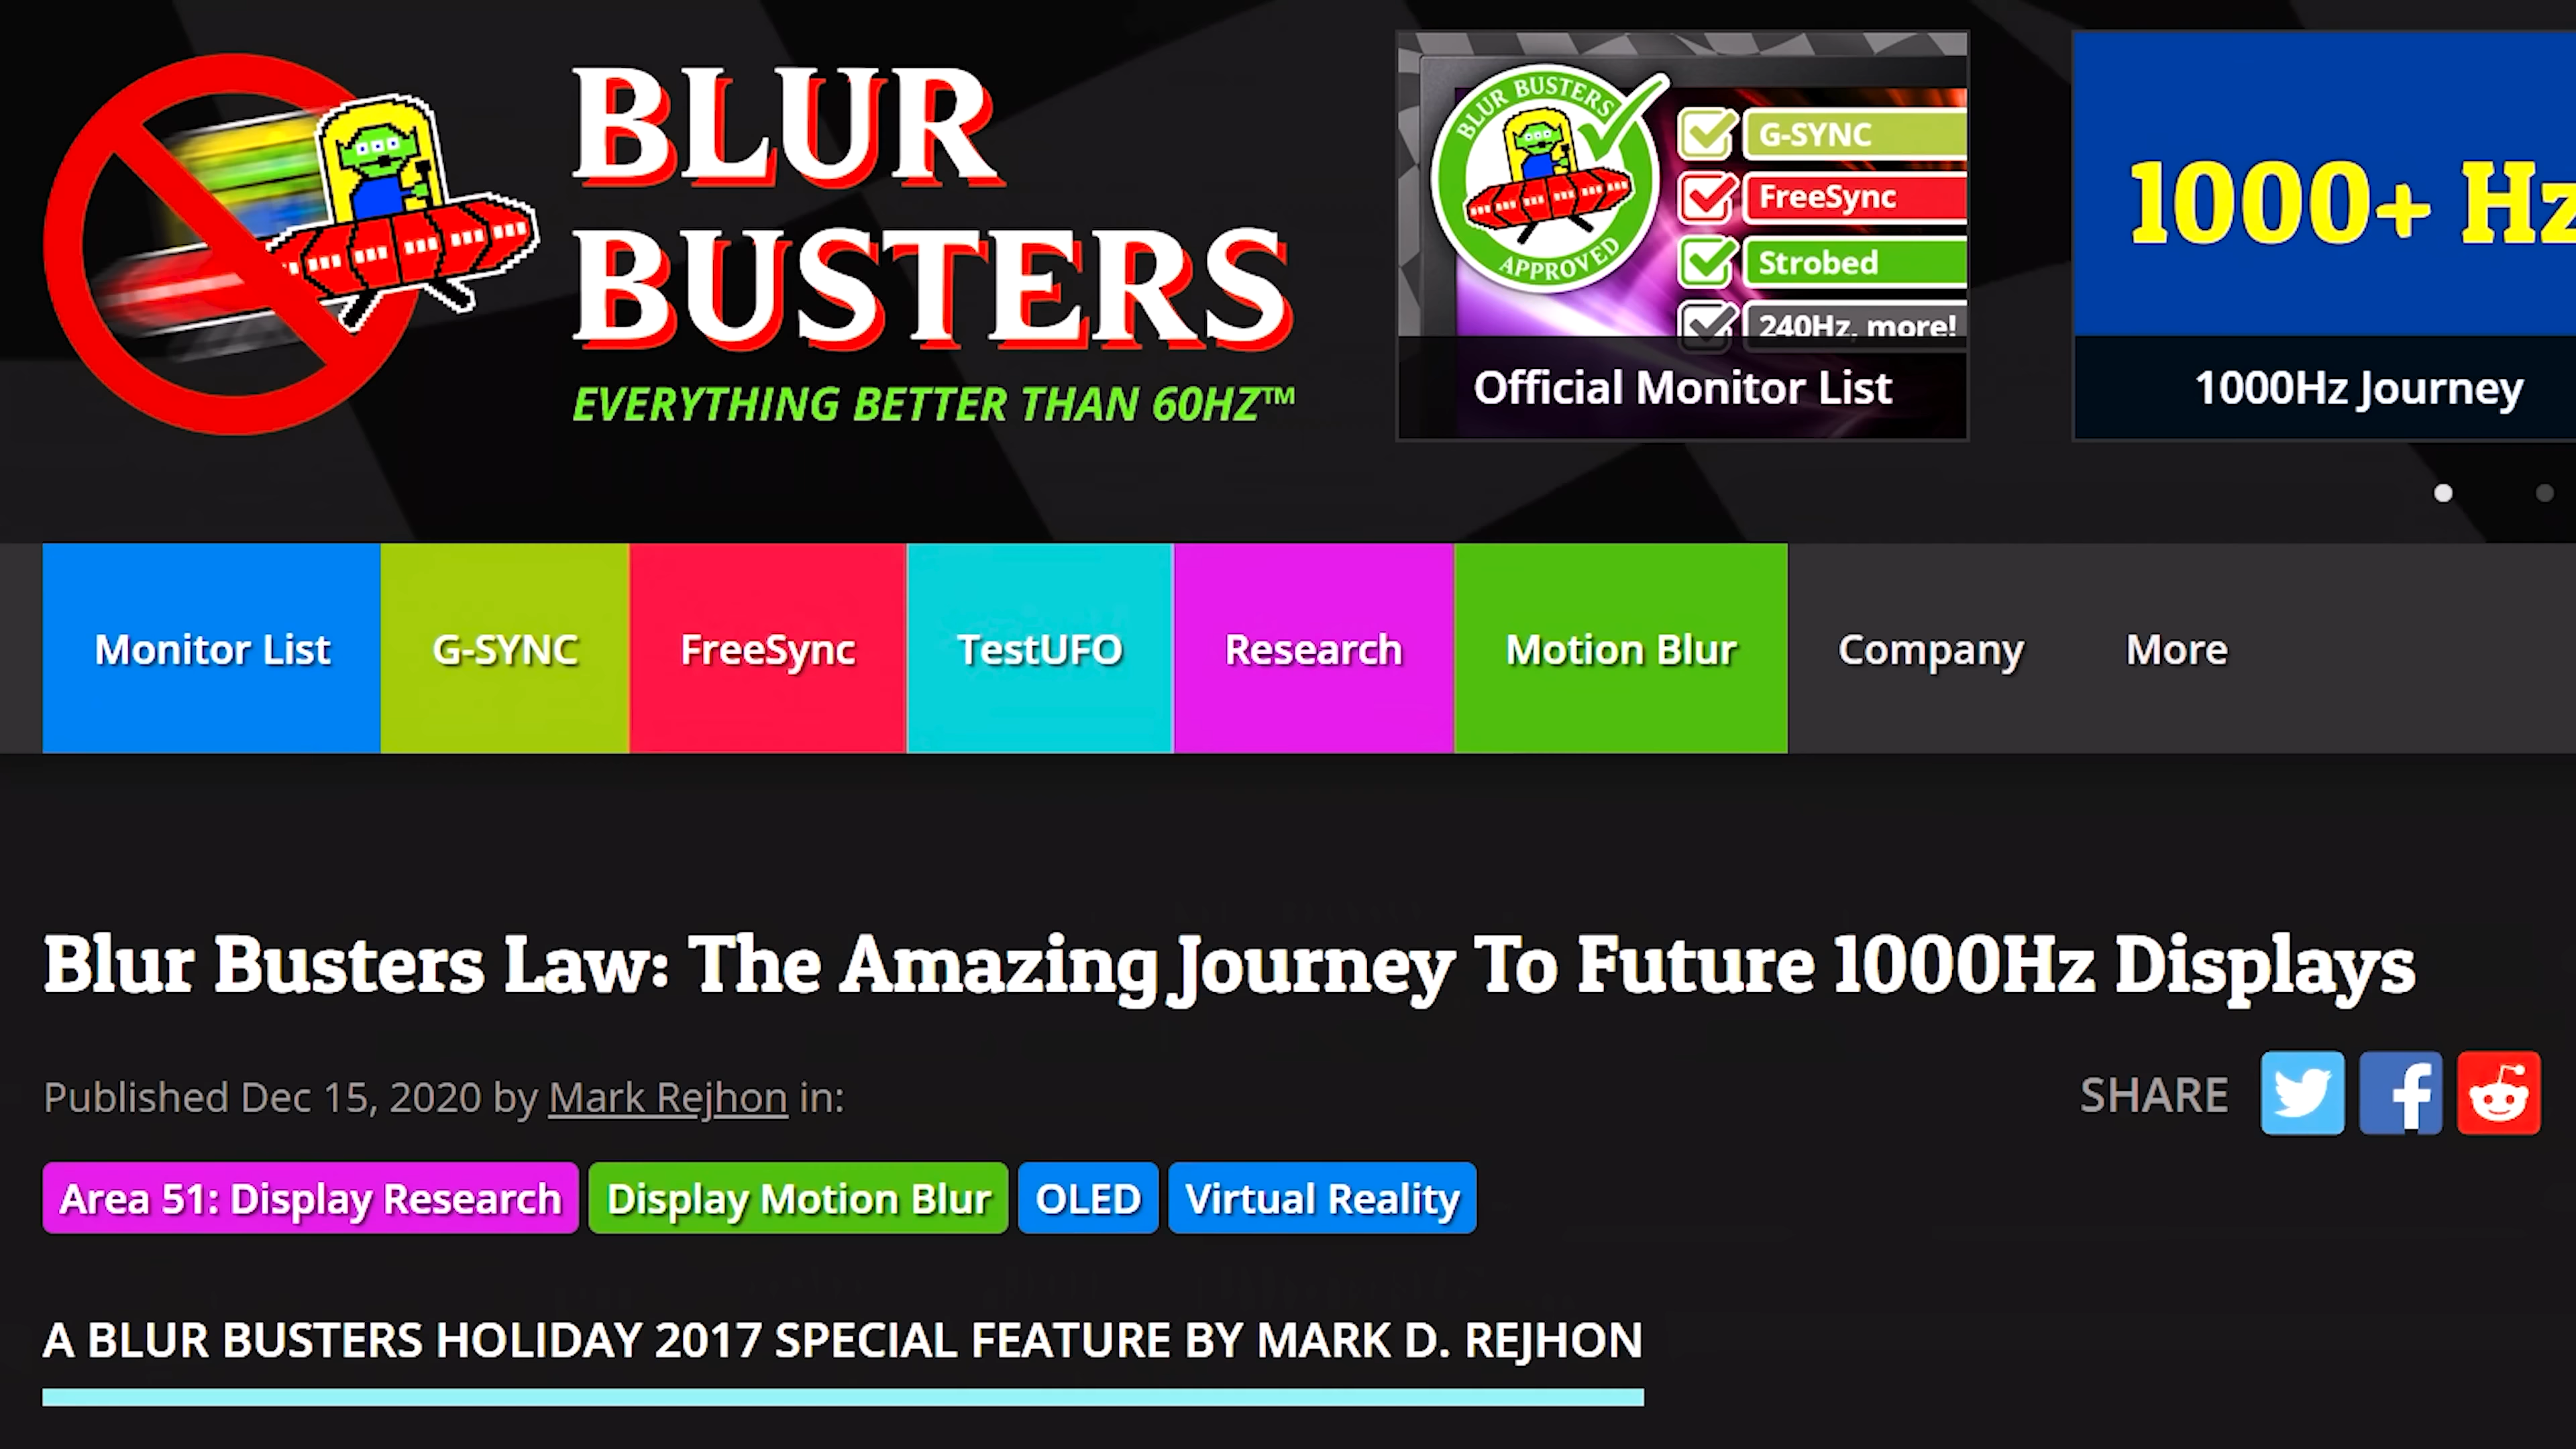 BLUR
BUSTERS
EVERYTHING BETTER THAN 60HZ™
BLUR BUSTERS
APPROVED
G-SYNC
FreeSync
Strobed
240Hz, more!
Official Monitor List
1000+ Hz
1000Hz Journey
Monitor List G-SYNC FreeSync TestUFO Research Motion Blur Company More
Blur Busters Law: The Amazing Journey To Future 1000Hz Displays
Published Dec 15, 2020 by Mark Rejhon in:
SHARE
Area 51: Display Research Display Motion Blur OLED Virtual Reality
A BLUR BUSTERS HOLIDAY 2017 SPECIAL FEATURE BY MARK D. REJHON